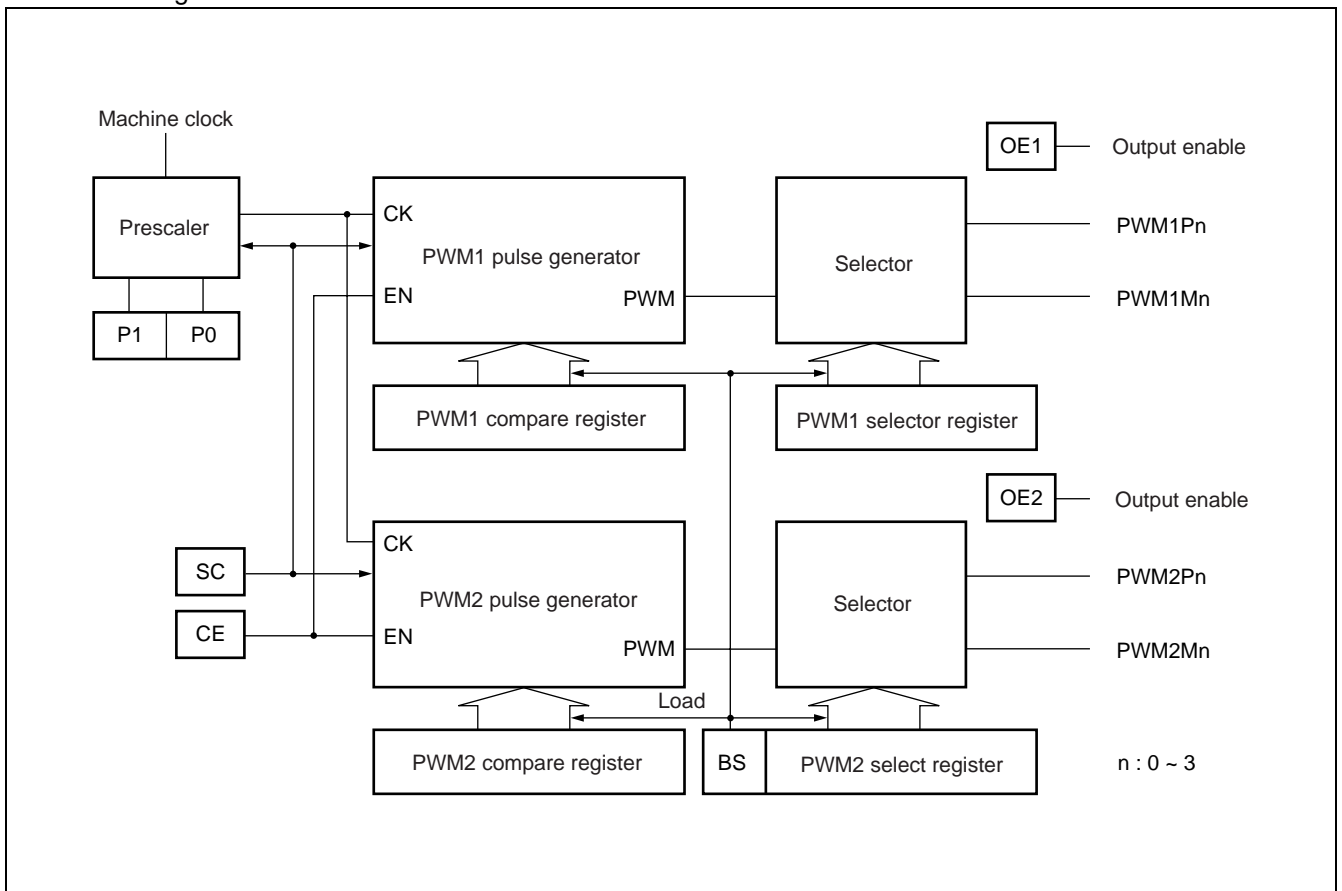 Machine clock
OE1
Output enable
Prescaler
CK
PWM1 pulse generator
EN
PWM
Selector
PWM1Pn
PWM1Mn
P1
P0
PWM1 compare register
PWM1 selector register
OE2
Output enable
SC
CE
CK
PWM2 pulse generator
EN
PWM
Selector
PWM2Pn
PWM2Mn
Load
PWM2 compare register
BS
PWM2 select register
n : 0 ~ 3